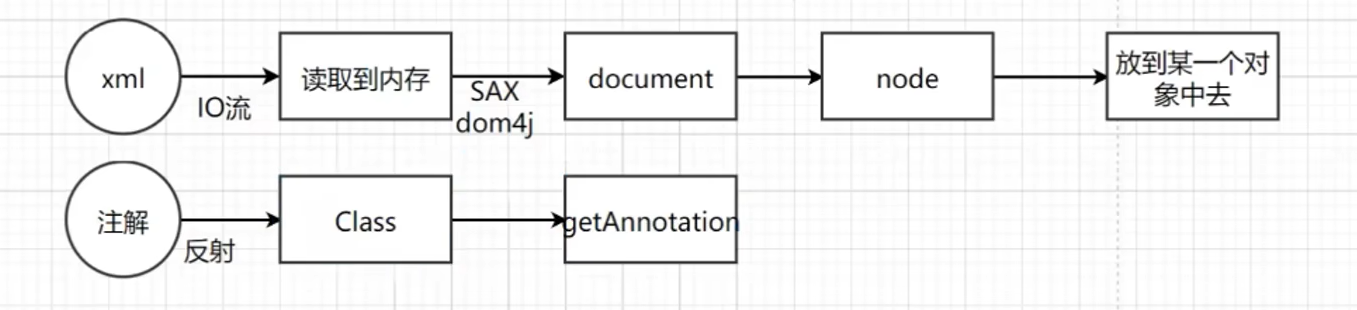 xml
IO流
读取到内存
SAX
dom4j
document
node
放到某一个对
象中去
注解
反射
Class
getAnnotation